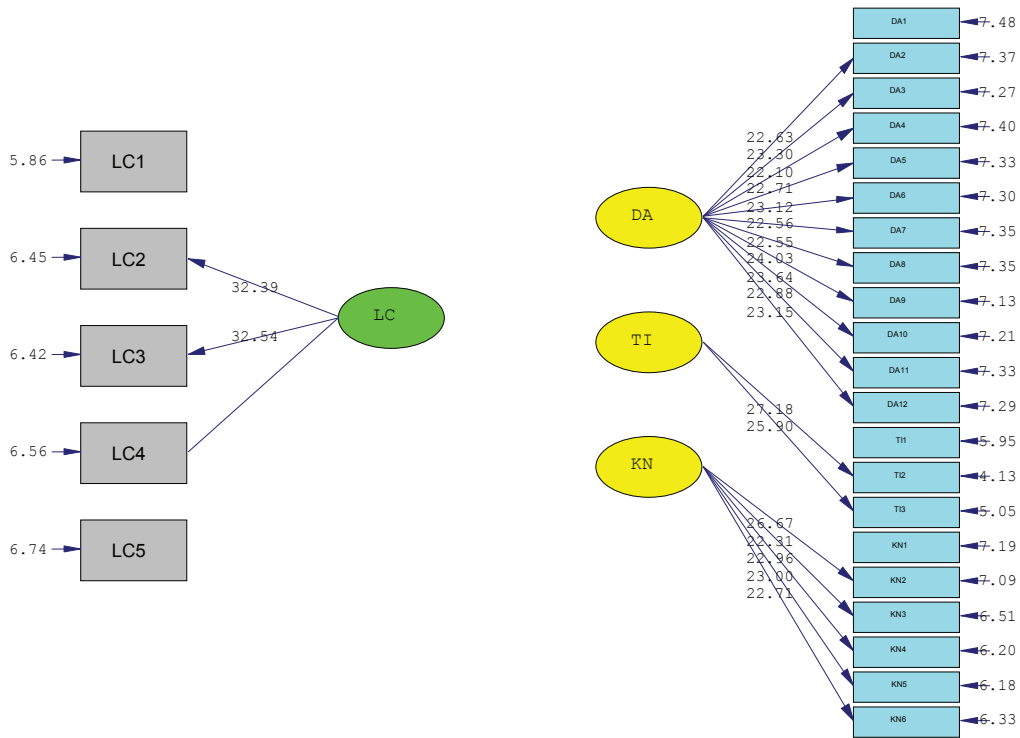 5.86
LC1
6.45
LC2
6.42
LC3
6.56
LC4
6.74
LC5
32.39
32.54
LC
DA
TI
KN
22.63
23.30
22.10
22.71
23.12
22.56
22.55
24.03
23.64
22.88
23.15
27.18
25.90
26.67
22.31
22.96
23.00
22.71
DA1 7.48
DA2 7.37
DA3 7.27
DA4 7.40
DA5 7.33
DA6 7.30
DA7 7.35
DA8 7.35
DA9 7.13
DA10 7.21
DA11 7.33
DA12 7.29
TI1 5.95
TI2 4.13
TI3 5.05
KN1 7.19
KN2 7.09
KN3 6.51
KN4 6.20
KN5 6.18
KN6 6.33